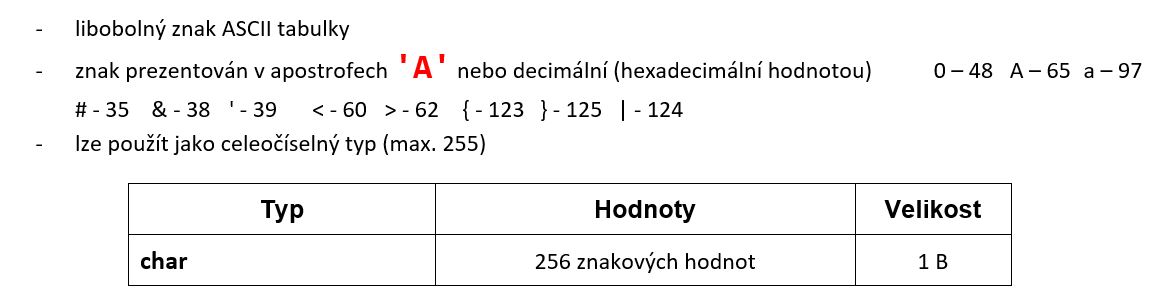 - libobolný znak ASCII tabulky
- znak prezentován v apostrofech 'A' nebo decimální (hexadecimální hodnotou) 0 – 48 A – 65 a – 97
# - 35 & - 38 ' - 39 < - 60 > - 62 { - 123 } - 125 | - 124
- lze použít jako celeočíselný typ (max. 255)
Typ Hodnoty Velikost
char 256 znakových hodnot 1 B